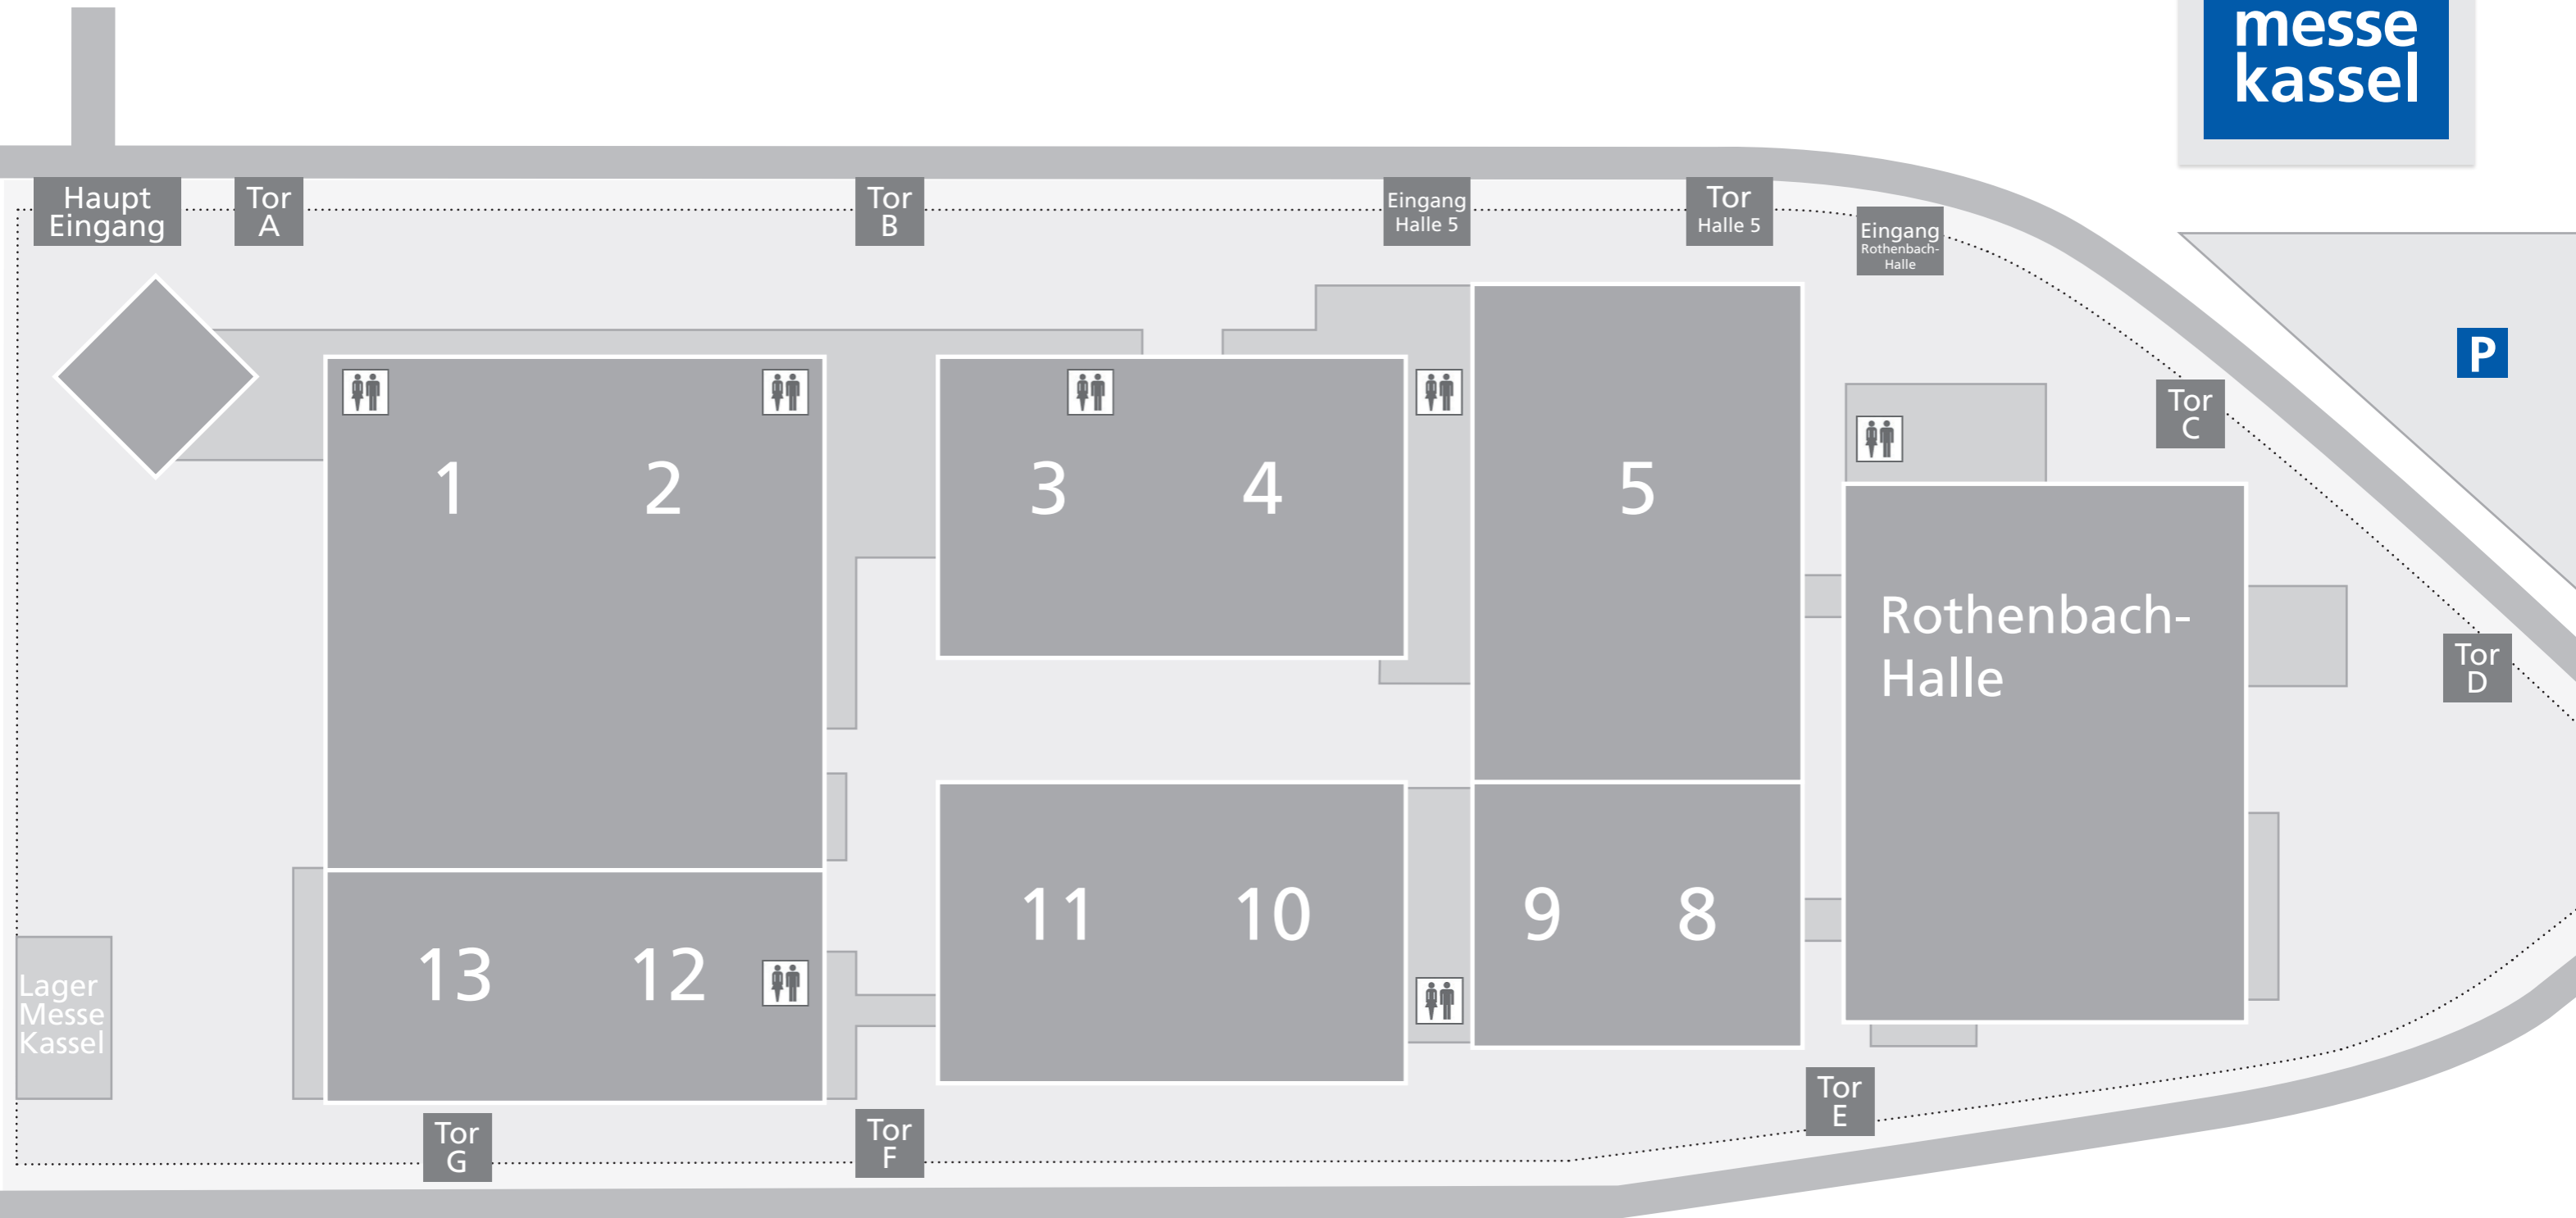 messe
kassel
Haupt
Eingang
Tor
A
Tor
B
Eingang
Halle 5
Tor
Halle 5
Eingang
Rothenbach-
Halle
P
Tor
C
1
2
3
4
5
Rothenbach-
Halle
Tor
D
11
10
9
8
13
12
Lager
Messe
Kassel
Tor
G
Tor
F
Tor
E